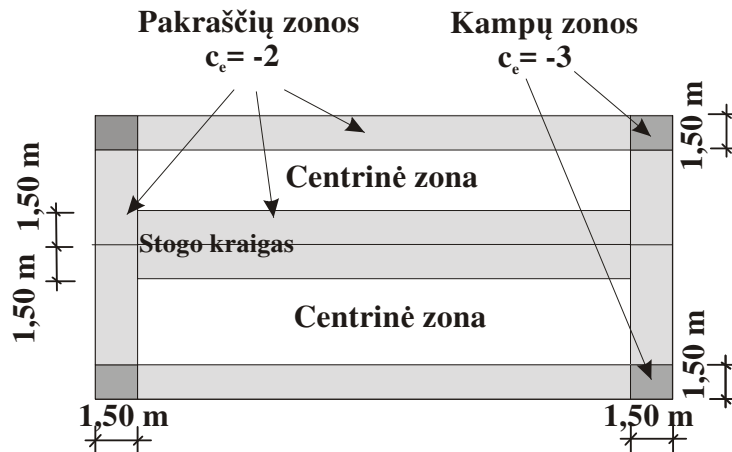 Pakraščių zonos
cₑ= -2
Kampų zonos
cₑ= -3
1,50 m
Centrinė zona
1,50 m
Stogo kraigas
1,50 m
Centrinė zona
1,50 m
1,50 m
1,50 m